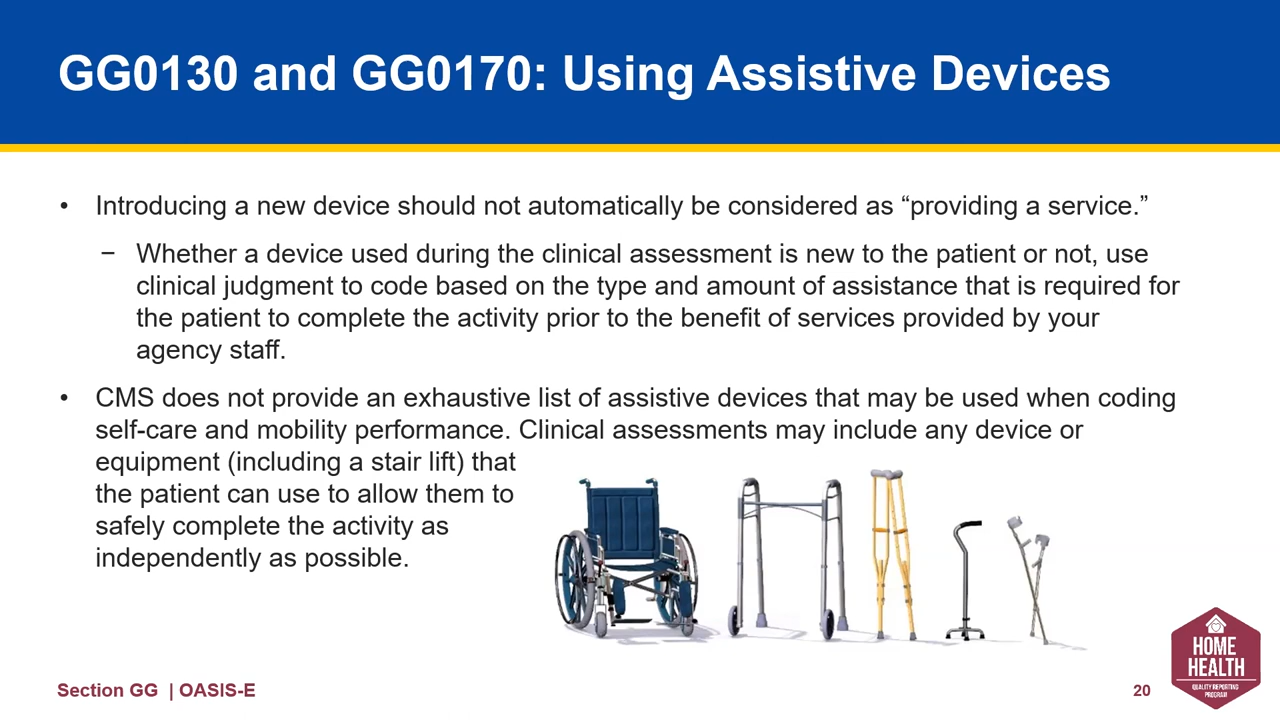 GG0130 and GG0170: Using Assistive Devices
• Introducing a new device should not automatically be considered as “providing a service.”
− Whether a device used during the clinical assessment is new to the patient or not, use
clinical judgment to code based on the type and amount of assistance that is required for
the patient to complete the activity prior to the benefit of services provided by your
agency staff.
• CMS does not provide an exhaustive list of assistive devices that may be used when coding
self-care and mobility performance. Clinical assessments may include any device or
equipment (including a stair lift) that
the patient can use to allow them to
safely complete the activity as
independently as possible.
Section GG | OASIS-E
20
HOME
HEALTH
QUALITY REPORTING
PROGRAM